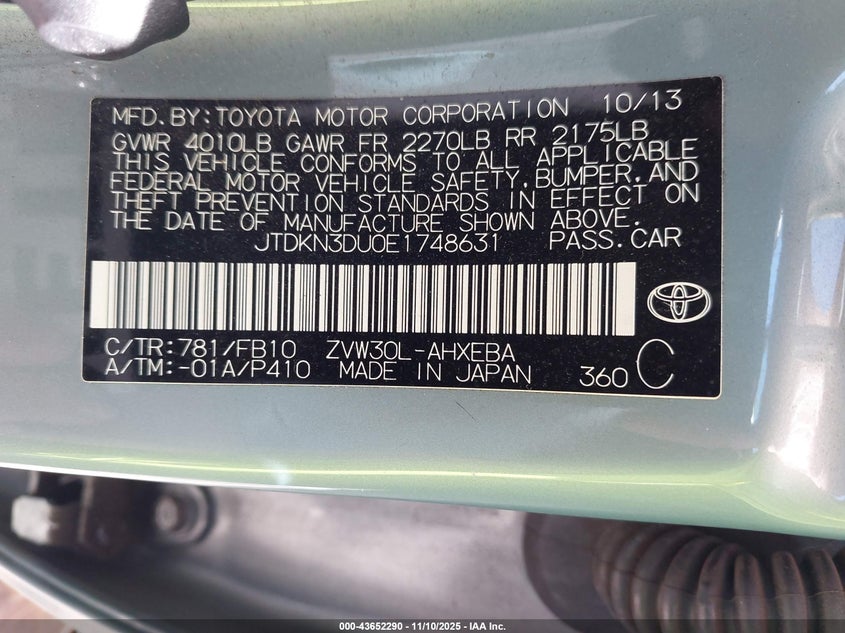 MFD.BY:TOYOTA MOTOR CORPORATION 10/13
GVWR 4010LB GAWR FR 2270LB RR 2175LB
THIS VEHICLE CONFORMS TO ALL APPLICABLE
FEDERAL MOTOR VEHICLE SAFETY,BUMPER,AND
THEFT PREVENTION STANDARDS IN EFFECT ON
THE DATE OF MANUFACTURE SHOWN ABOVE.
JTDKN3DU0E1748631 PASS.CAR
C/TR:781/FB10 ZVW30L-AHXEBA
A/TM:-01A/P410 MADE IN JAPAN 360 C
000-43652290 - 11/10/2025 - IAA Inc.